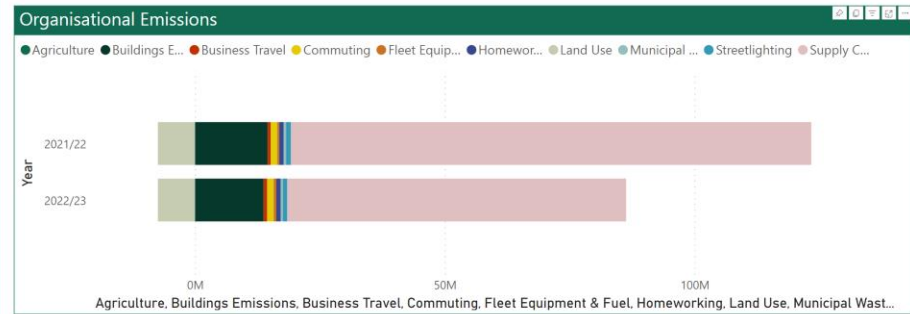 Organisational Emissions
Agriculture Buildings E... Business Travel Commuting Fleet Equip... Homewor... Land Use Municipal ... Streetlighting Supply C...
2021/22
Year
2022/23
0M 50M 100M
Agriculture, Buildings Emissions, Business Travel, Commuting, Fleet Equipment & Fuel, Homeworking, Land Use, Municipal Wast...